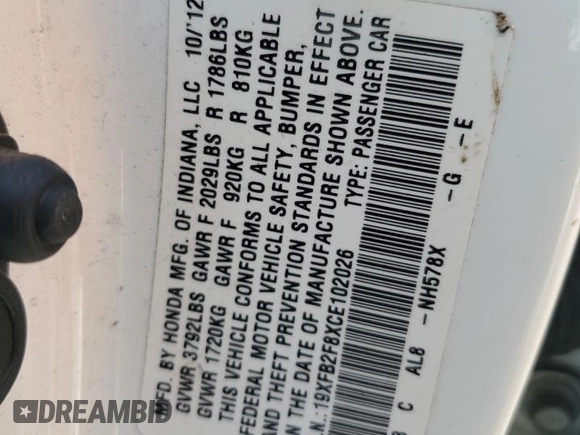 MFD. BY HONDA MFG. OF INDIANA, LLC 10/'12
GVWR 3792LBS GAWR F 2029LBS R 1786LBS
GVWR 1720KG GAWR F 920KG R 810KG
THIS VEHICLE CONFORMS TO ALL APPLICABLE
FEDERAL MOTOR VEHICLE SAFETY, BUMPER,
AND THEFT PREVENTION STANDARDS IN EFFECT
ON THE DATE OF MANUFACTURE SHOWN ABOVE.
.N.:19XFB2F8XCE102026 TYPE: PASSENGER CAR
C AL8 -NH578X -G -E
DREAMBID